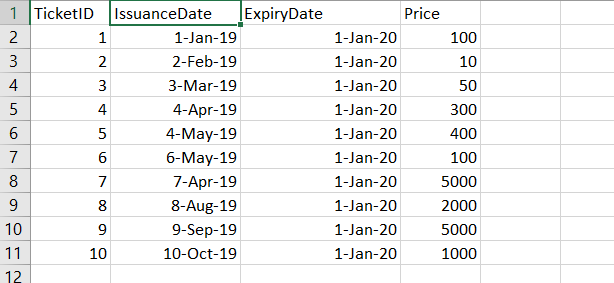 1 TicketID IssuanceDate ExpiryDate Price
2 1 1-Jan-19 1-Jan-20 100
3 2 2-Feb-19 1-Jan-20 10
4 3 3-Mar-19 1-Jan-20 50
5 4 4-Apr-19 1-Jan-20 300
6 5 4-May-19 1-Jan-20 400
7 6 6-May-19 1-Jan-20 100
8 7 7-Apr-19 1-Jan-20 5000
9 8 8-Aug-19 1-Jan-20 2000
10 9 9-Sep-19 1-Jan-20 5000
11 10 10-Oct-19 1-Jan-20 1000
12